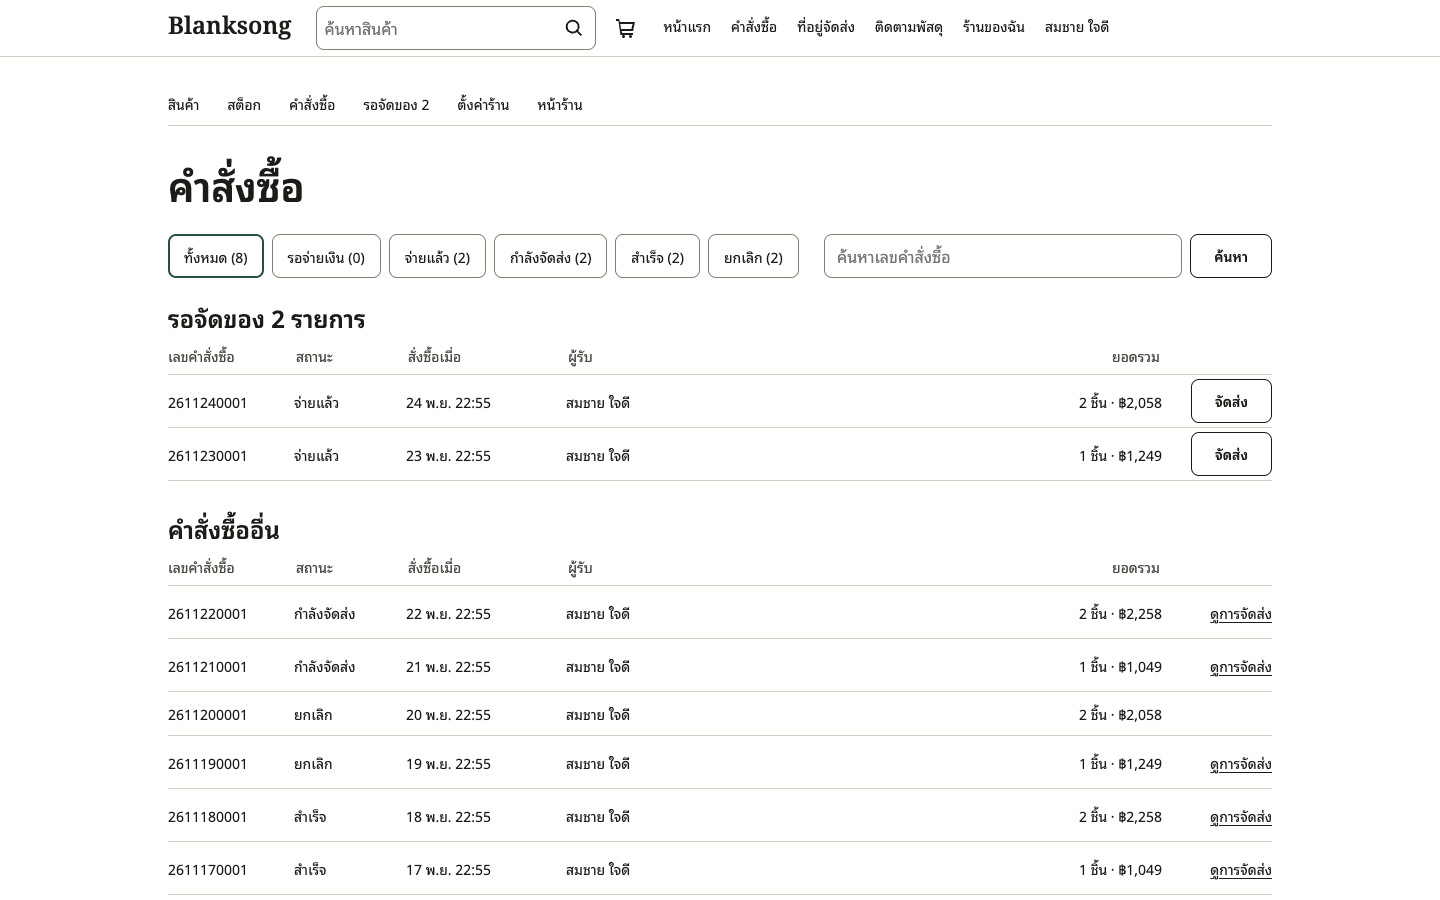 Blanksong ค้นหาสินค้า หน้าแรก คำสั่งซื้อ ที่อยู่จัดส่ง ติดตามพัสดุ ร้านของฉัน สมชาย ใจดี
สินค้า สต็อก คำสั่งซื้อ รอจัดของ 2 ตั้งค่าร้าน หน้าร้าน
คำสั่งซื้อ
ทั้งหมด (8) รอจ่ายเงิน (0) จ่ายแล้ว (2) กำลังจัดส่ง (2) สำเร็จ (2) ยกเลิก (2) ค้นหาเลขคำสั่งซื้อ ค้นหา
รอจัดของ 2 รายการ
เลขคำสั่งซื้อ สถานะ สั่งซื้อเมื่อ ผู้รับ ยอดรวม
2611240001 จ่ายแล้ว 24 พ.ย. 22:55 สมชาย ใจดี 2 ชิ้น · ฿2,058 จัดส่ง
2611230001 จ่ายแล้ว 23 พ.ย. 22:55 สมชาย ใจดี 1 ชิ้น · ฿1,249 จัดส่ง
คำสั่งซื้ออื่น
เลขคำสั่งซื้อ สถานะ สั่งซื้อเมื่อ ผู้รับ ยอดรวม
2611220001 กำลังจัดส่ง 22 พ.ย. 22:55 สมชาย ใจดี 2 ชิ้น · ฿2,258 ดูการจัดส่ง
2611210001 กำลังจัดส่ง 21 พ.ย. 22:55 สมชาย ใจดี 1 ชิ้น · ฿1,049 ดูการจัดส่ง
2611200001 ยกเลิก 20 พ.ย. 22:55 สมชาย ใจดี 2 ชิ้น · ฿2,058
2611190001 ยกเลิก 19 พ.ย. 22:55 สมชาย ใจดี 1 ชิ้น · ฿1,249 ดูการจัดส่ง
2611180001 สำเร็จ 18 พ.ย. 22:55 สมชาย ใจดี 2 ชิ้น · ฿2,258 ดูการจัดส่ง
2611170001 สำเร็จ 17 พ.ย. 22:55 สมชาย ใจดี 1 ชิ้น · ฿1,049 ดูการจัดส่ง